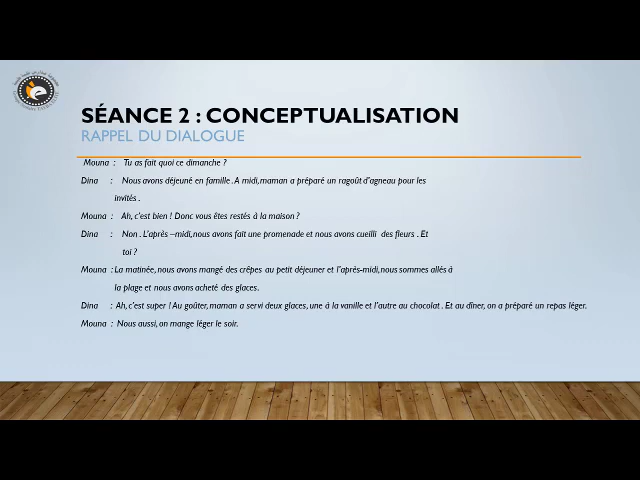 SÉANCE 2 : CONCEPTUALISATION
RAPPEL DU DIALOGUE
Mouna : Tu as fait quoi ce dimanche ?
Dina : Nous avons déjeuné en famille. A midi, maman a préparé un ragoût d'agneau pour les
invités .
Mouna : Ah, c'est bien ! Donc vous êtes restés à la maison ?
Dina : Non . L'après –midi, nous avons fait une promenade et nous avons cueilli des fleurs . Et
toi ?
Mouna : La matinée, nous avons mangé des crêpes au petit déjeuner et l'après-midi, nous sommes allés à
la plage et nous avons acheté des glaces.
Dina : Ah, c'est super ! Au goûter, maman a servi deux glaces, une à la vanille et l'autre au chocolat . Et au dîner, on a préparé un repas léger.
Mouna : Nous aussi, on mange léger le soir.